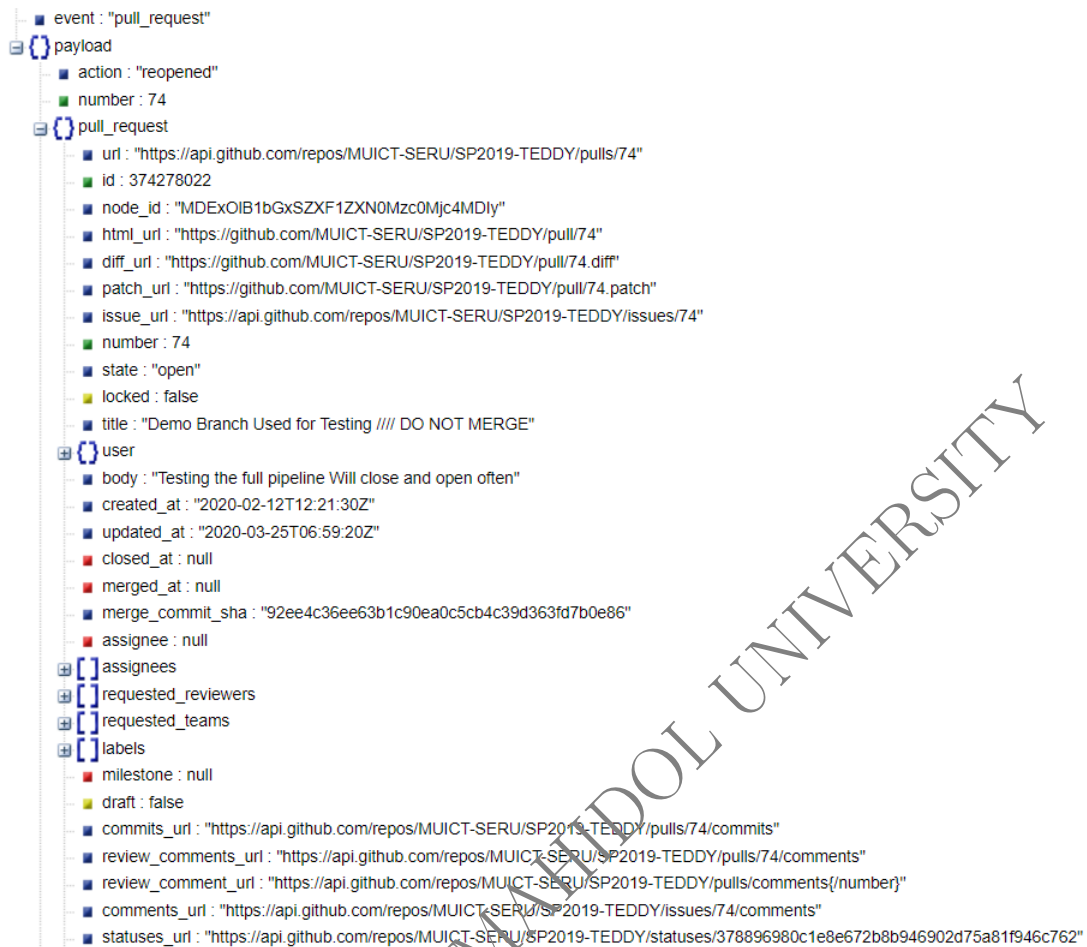 event : "pull_request"
payload
action : "reopened"
number : 74
pull_request
url : "https://api.github.com/repos/MUICT-SERU/SP2019-TEDDY/pulls/74"
id : 374278022
node_id : "MDExOlB1bGxSZXF1ZXN0Mzc0Mjc4MDIy"
html_url : "https://github.com/MUICT-SERU/SP2019-TEDDY/pull/74"
diff_url : "https://github.com/MUICT-SERU/SP2019-TEDDY/pull/74.diff"
patch_url : "https://github.com/MUICT-SERU/SP2019-TEDDY/pull/74.patch"
issue_url : "https://api.github.com/repos/MUICT-SERU/SP2019-TEDDY/issues/74"
number : 74
state : "open"
locked : false
title : "Demo Branch Used for Testing //// DO NOT MERGE"
user
body : "Testing the full pipeline Will close and open often"
created_at : "2020-02-12T12:21:30Z"
updated_at : "2020-03-25T06:59:20Z"
closed_at : null
merged_at : null
merge_commit_sha : "92ee4c36ee63b1c90ea0c5cb4c39d363fd7b0e86"
assignee : null
assignees
requested_reviewers
requested_teams
labels
milestone : null
draft : false
commits_url : "https://api.github.com/repos/MUICT-SERU/SP2019-TEDDY/pulls/74/commits"
review_comments_url : "https://api.github.com/repos/MUICT-SERU/SP2019-TEDDY/pulls/74/comments"
review_comment_url : "https://api.github.com/repos/MUICT-SERU/SP2019-TEDDY/pulls/comments{/number}"
comments_url : "https://api.github.com/repos/MUICT-SERU/SP2019-TEDDY/issues/74/comments"
statuses_url : "https://api.github.com/repos/MUICT-SERU/SP2019-TEDDY/statuses/378896980c1e8e672b8b946902d75a81f946c762"
MAHIDOL UNIVERSITY